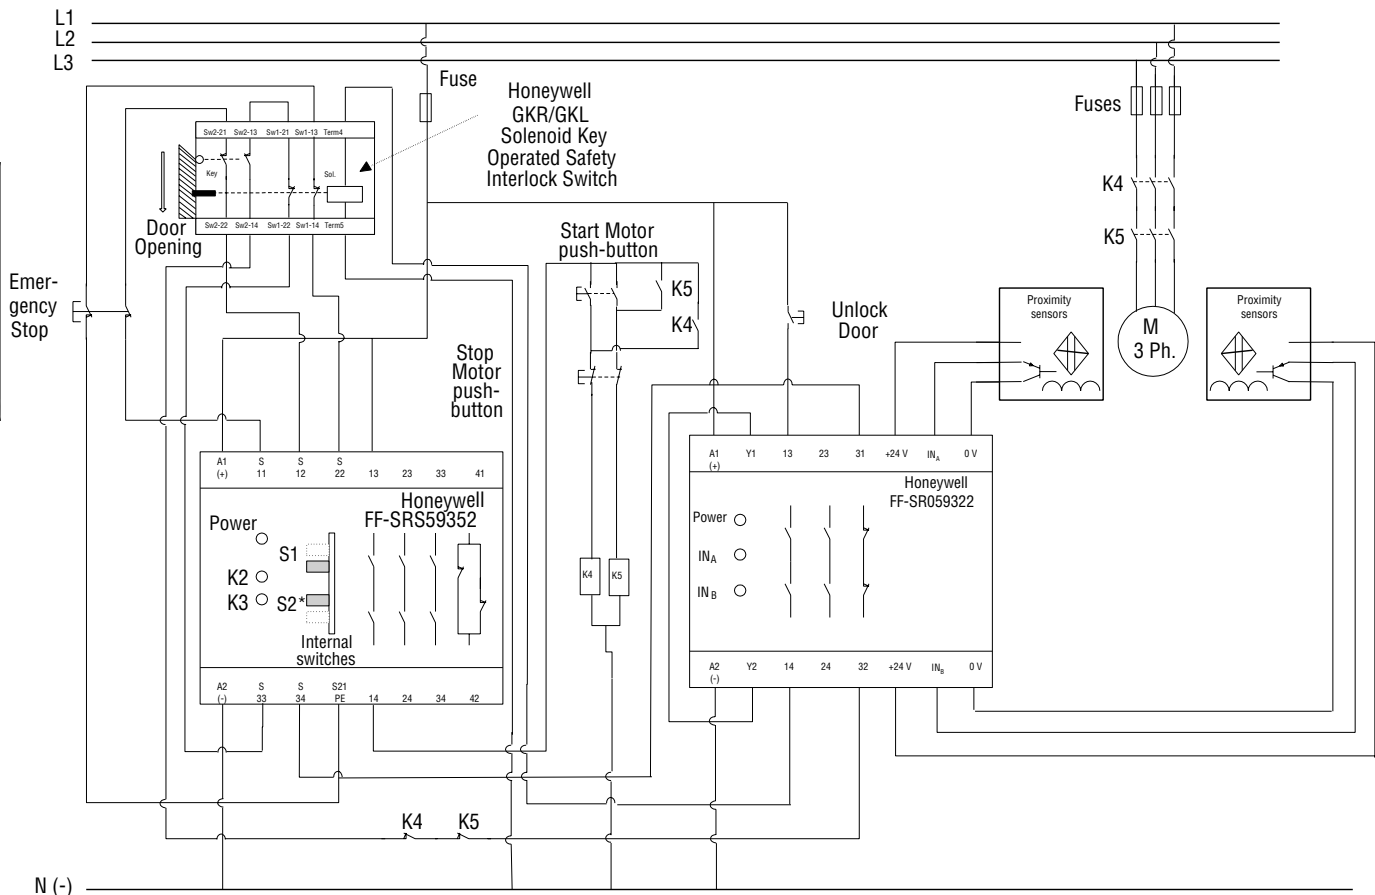 L1
L2
L3
Fuse
Honeywell
GKR/GKL
Solenoid Key
Operated Safety
Interlock Switch
Fuses
Sw2-21 Sw2-13 Sw1-21 Sw1-13 Term4
Key
Sol.
Sw2-22 Sw2-14 Sw1-22 Sw1-14 Term5
Door
Opening
K4
K5
Start Motor
push-button
K5
K4
Emer-
gency
Stop
Unlock
Door
Proximity
sensors
M
3 Ph.
Proximity
sensors
Stop
Motor
push-
button
A1 S S S
(+) 11 12 22 13 23 33 41
Honeywell
FF-SRS59352
Power
S1
K2
K3
S2*
Internal
switches
A2 S S S21
(-) 33 34 PE 14 24 34 42
K4
K5
A1 Y1 13 23 31 +24 V INA 0 V
(+)
Honeywell
FF-SR059322
Power
INA
INB
A2 Y2 14 24 32 +24 V INB 0 V
(-)
K4
K5
N (-)